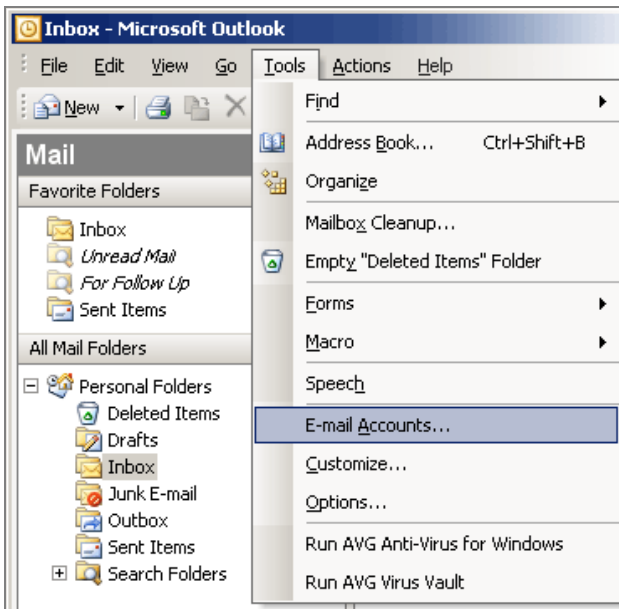 Inbox - Microsoft Outlook
File Edit View Go Tools Actions Help
New
Mail
Favorite Folders
Inbox
Unread Mail
For Follow Up
Sent Items
All Mail Folders
Personal Folders
Deleted Items
Drafts
Inbox
Junk E-mail
Outbox
Sent Items
Search Folders
Find
Address Book... Ctrl+Shift+B
Organize
Mailbox Cleanup...
Empty "Deleted Items" Folder
Forms
Macro
Speech
E-mail Accounts...
Customize...
Options...
Run AVG Anti-Virus for Windows
Run AVG Virus Vault